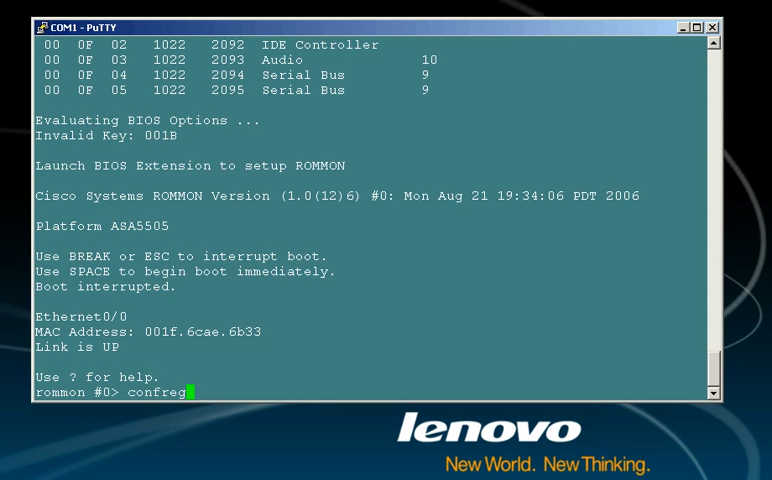 COM1 - PuTTY
00 0F 02 1022 2092 IDE Controller
00 0F 03 1022 2093 Audio 10
00 0F 04 1022 2094 Serial Bus 9
00 0F 05 1022 2095 Serial Bus 9
Evaluating BIOS Options ...
Invalid Key: 001B
Launch BIOS Extension to setup ROMMON
Cisco Systems ROMMON Version (1.0(12)6) #0: Mon Aug 21 19:34:06 PDT 2006
Platform ASA5505
Use BREAK or ESC to interrupt boot.
Use SPACE to begin boot immediately.
Boot interrupted.
Ethernet0/0
MAC Address: 001f.6cae.6b33
Link is UP
Use ? for help.
rommon #0> confreg
lenovo
New World. New Thinking.